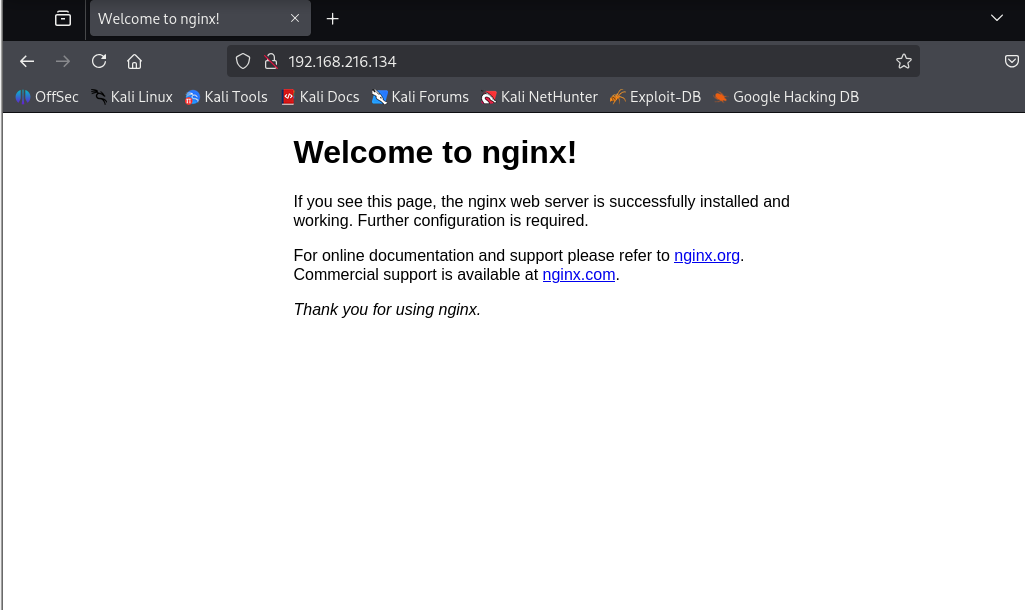 Welcome to nginx!
192.168.216.134
OffSec Kali Linux Kali Tools Kali Docs Kali Forums Kali NetHunter Exploit-DB Google Hacking DB
Welcome to nginx!
If you see this page, the nginx web server is successfully installed and
working. Further configuration is required.
For online documentation and support please refer to nginx.org.
Commercial support is available at nginx.com.
Thank you for using nginx.